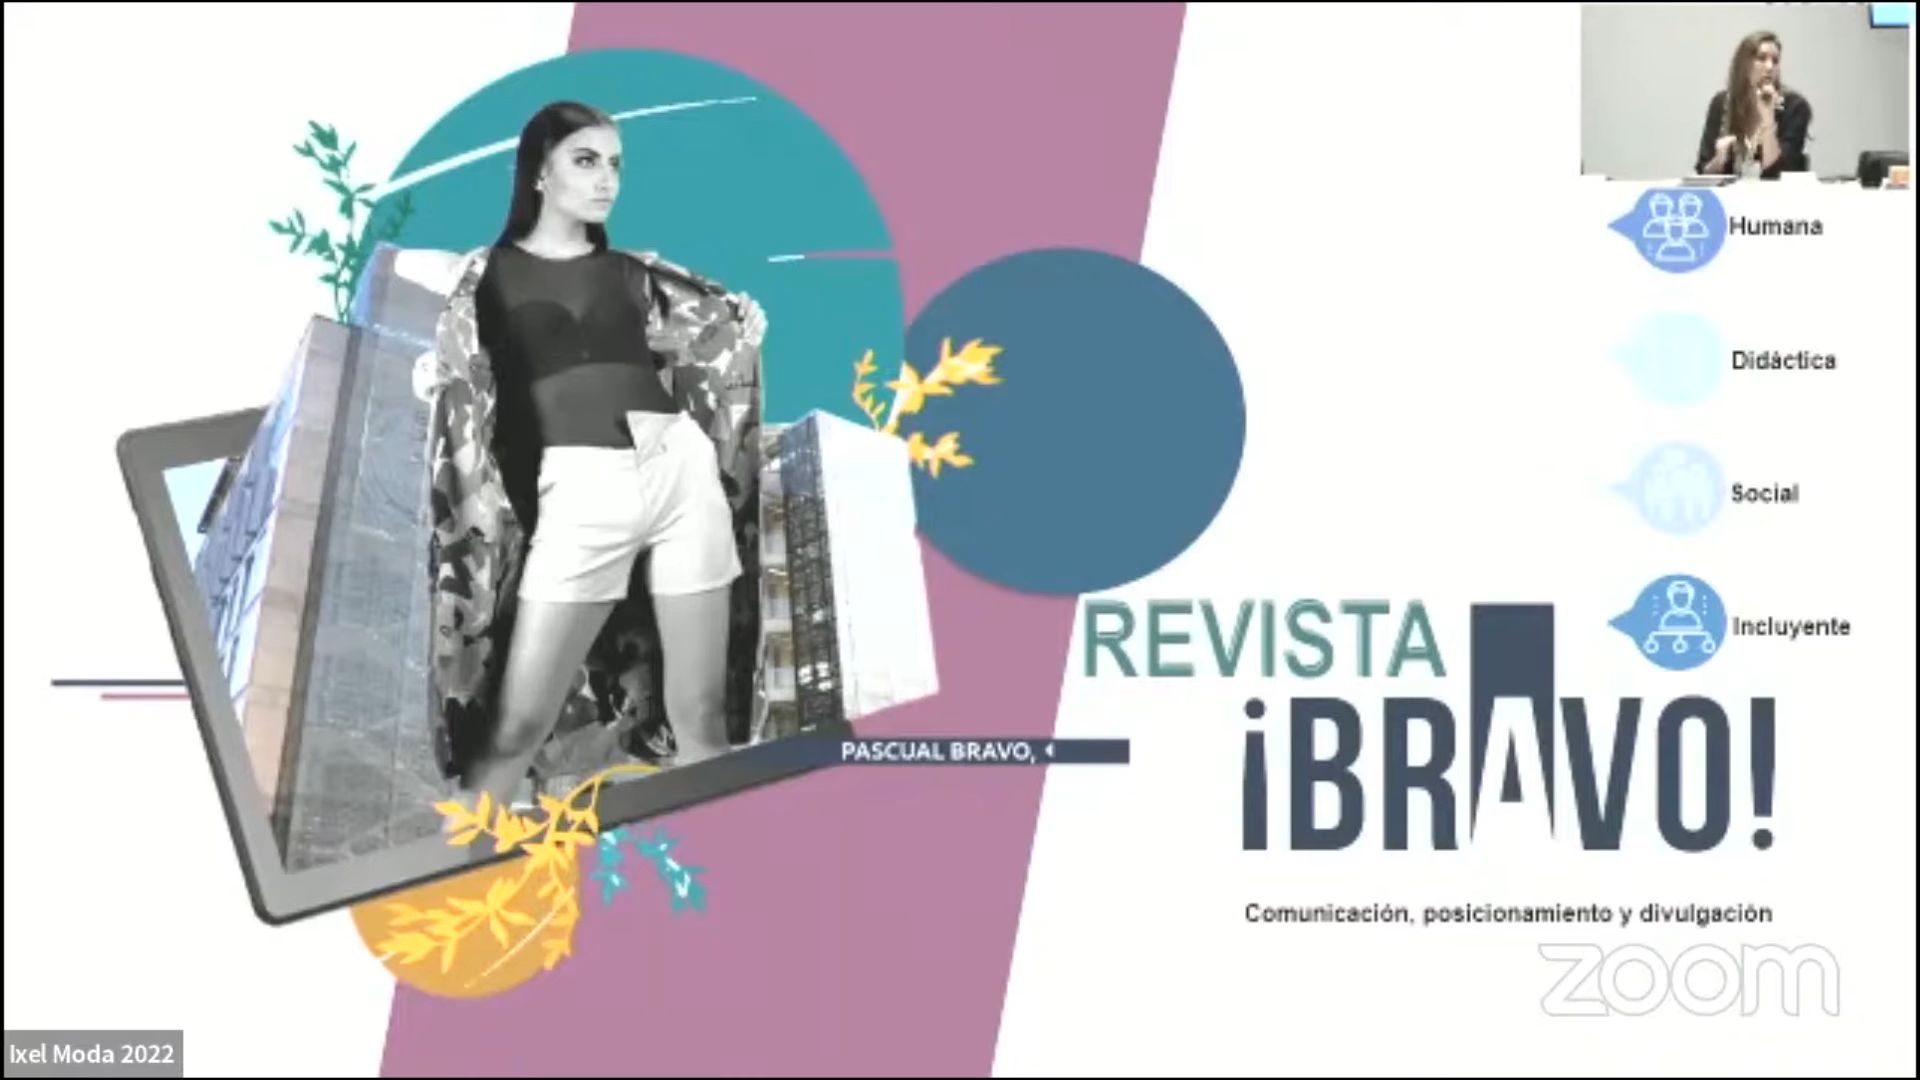 Humana
Didáctica
Social
Incluyente
REVISTA
¡BRAVO!
PASCUAL BRAVO,
Comunicación, posicionamiento y divulgación
zoom
Ixel Moda 2022